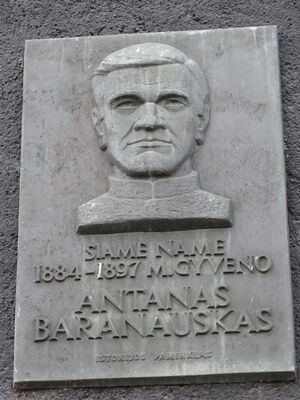 ŠIAME NAME
1884-1897 M. GYVENO
ANTANAS
BARANAUSKAS
ISTORIJOS PAMINKLAS